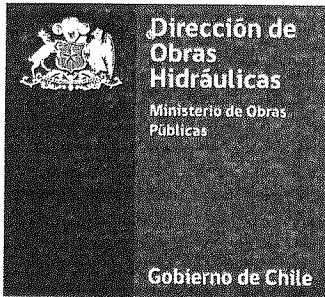 Dirección de
Obras
Hidráulicas
Ministerio de Obras
Públicas
Gobierno de Chile